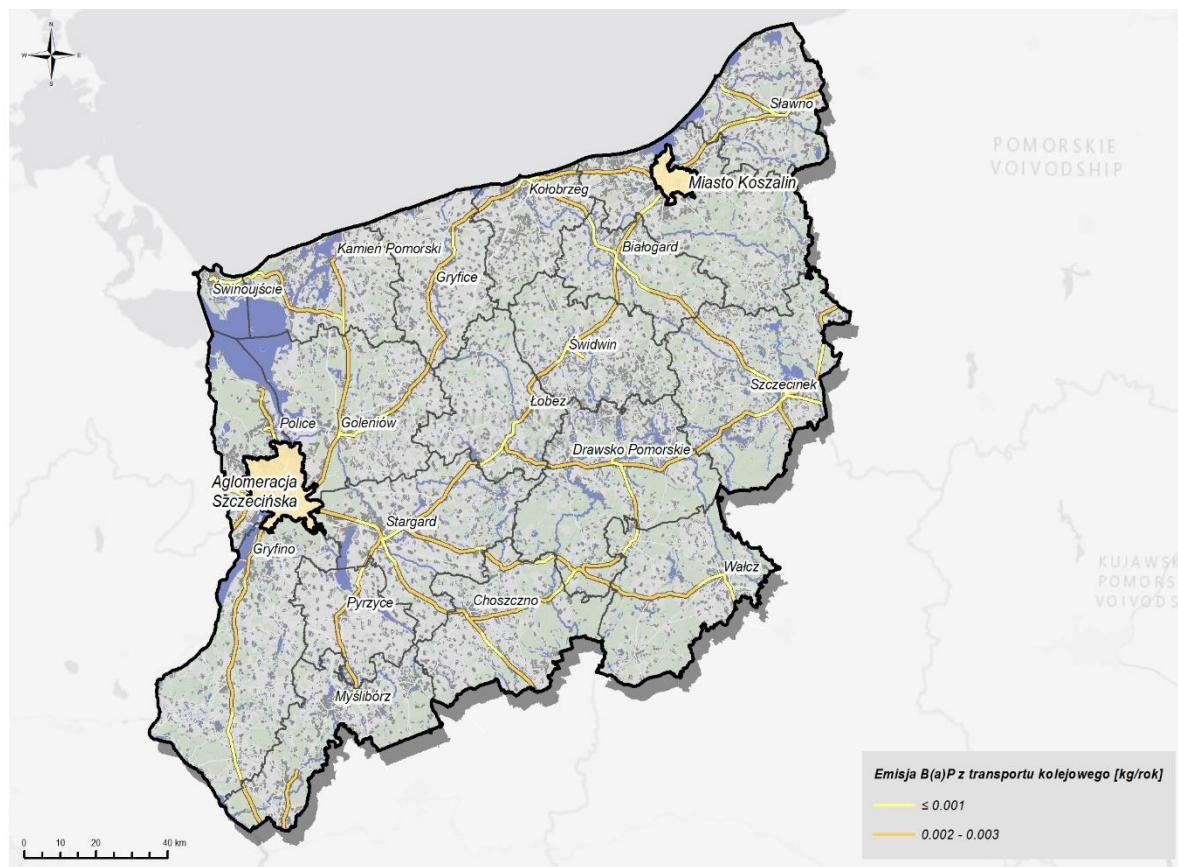 N
W E
S
Sławno
POMORSKIE
VOIVODSHIP
Miasto Koszalin
Kołobrzeg
Kamień Pomorski
Białogard
Gryfice
Świnoujście
Świdwin
Szczecinek
Łobez
Police
Goleniów
Drawsko Pomorskie
Aglomeracja
Szczecińska
Stargard
Gryfino
Wałcz
KUJAWSK
POMORS
VOIVODS
Pyrzyce
Choszczno
Myślibórz
Emisja B(a)P z transportu kolejowego [kg/rok]
≤ 0.001
0.002 - 0.003
0 10 20 40 km